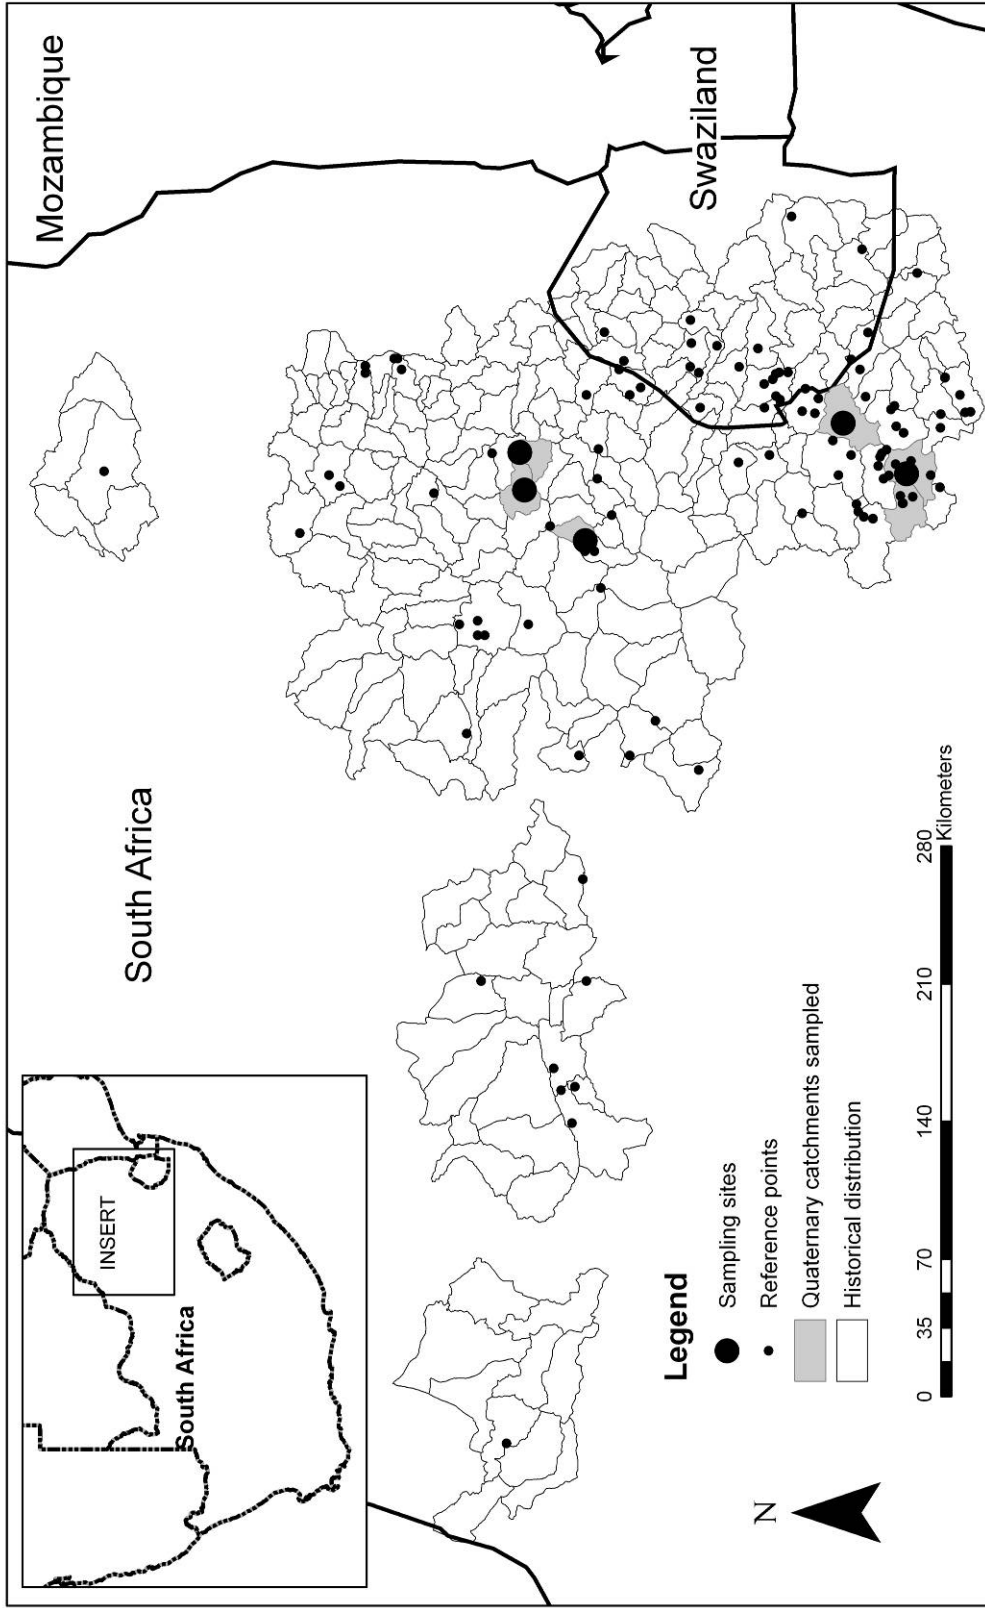 South Africa
INSERT
South Africa
Mozambique
Swaziland
N
Legend
Sampling sites
Reference points
Quaternary catchments sampled
Historical distribution
0 35 70 140 210 280
Kilometers